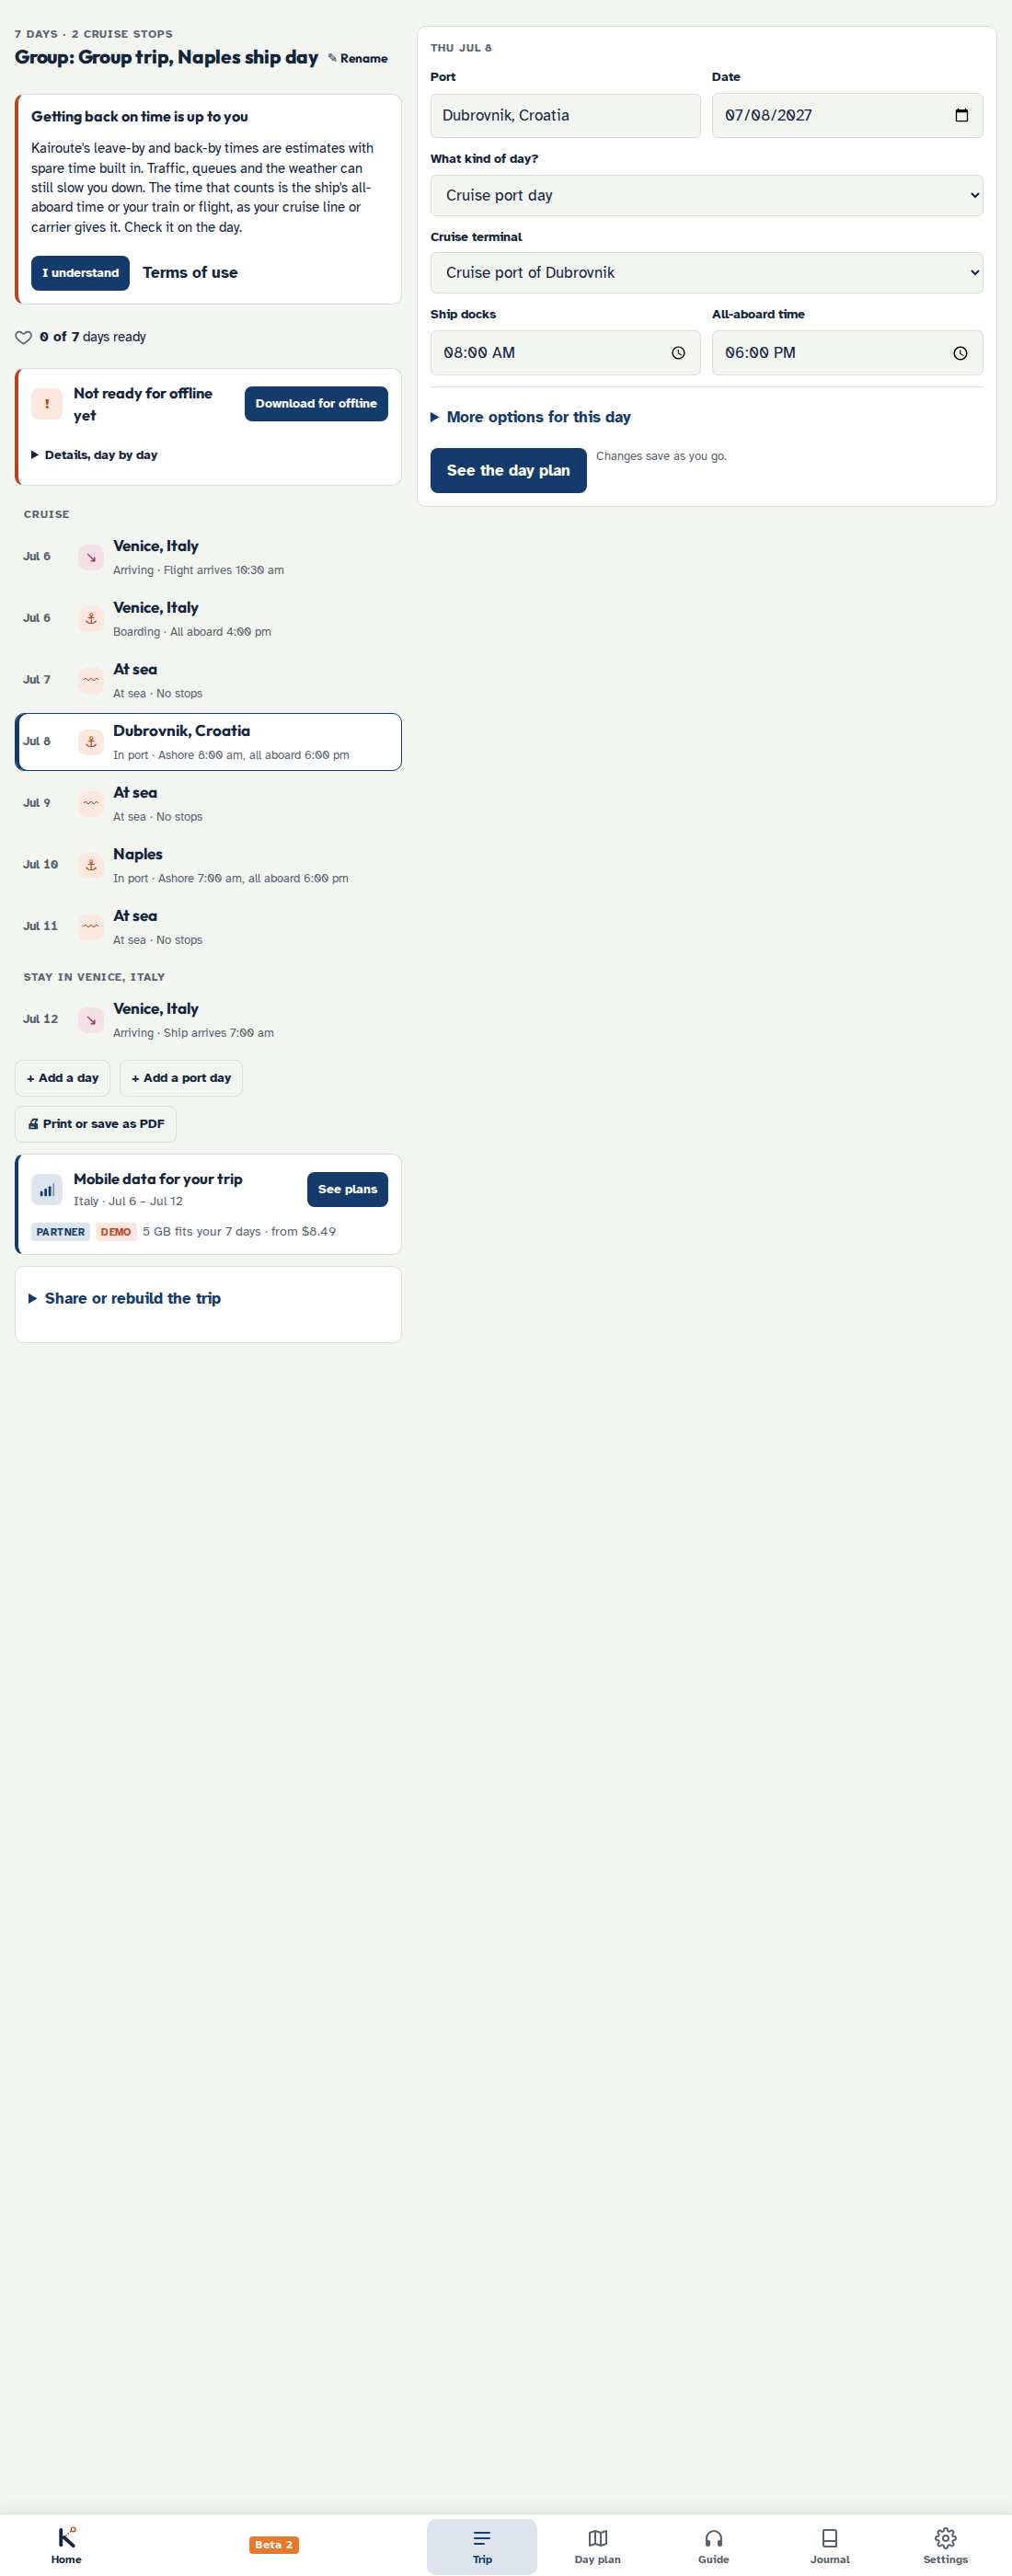 7 DAYS · 2 CRUISE STOPS
Group: Group trip, Naples ship day ✎ Rename
Getting back on time is up to you
Kairoute's leave-by and back-by times are estimates with
spare time built in. Traffic, queues and the weather can
still slow you down. The time that counts is the ship's all-
aboard time or your train or flight, as your cruise line or
carrier gives it. Check it on the day.
I understand
Terms of use
0 of 7 days ready
!
Not ready for offline
yet
Download for offline
Details, day by day
CRUISE
Jul 6
Venice, Italy
Arriving · Flight arrives 10:30 am
Jul 6
Venice, Italy
Boarding · All aboard 4:00 pm
Jul 7
At sea
At sea · No stops
Jul 8
Dubrovnik, Croatia
In port · Ashore 8:00 am, all aboard 6:00 pm
Jul 9
At sea
At sea · No stops
Jul 10
Naples
In port · Ashore 7:00 am, all aboard 6:00 pm
Jul 11
At sea
At sea · No stops
STAY IN VENICE, ITALY
Jul 12
Venice, Italy
Arriving · Ship arrives 7:00 am
+ Add a day
+ Add a port day
Print or save as PDF
Mobile data for your trip
Italy · Jul 6 – Jul 12
See plans
PARTNER DEMO 5 GB fits your 7 days · from $8.49
Share or rebuild the trip
THU JUL 8
Port
Dubrovnik, Croatia
Date
07/08/2027
What kind of day?
Cruise port day
Cruise terminal
Cruise port of Dubrovnik
Ship docks
08:00 AM
All-aboard time
06:00 PM
More options for this day
See the day plan
Changes save as you go.
Home
Beta 2
Trip
Day plan
Guide
Journal
Settings